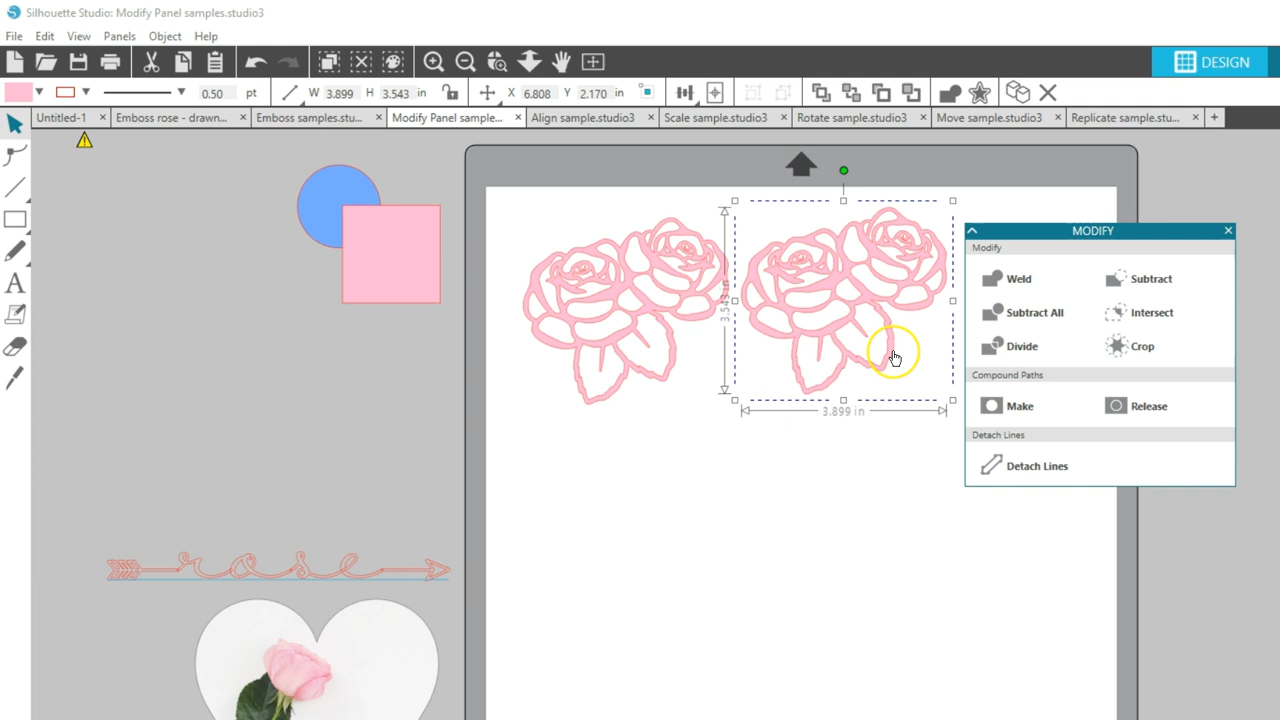 Silhouette Studio: Modify Panel samples.studio3
File Edit View Panels Object Help
DESIGN
0.50 pt W 3.899 H 3.543 in X 6.808 Y 2.170 in
Untitled-1 × Emboss rose - drawn... × Emboss samples.stu... × Modify Panel sample... × Align sample.studio3 × Scale sample.studio3 × Rotate sample.studio3 × Move sample.studio3 × Replicate sample.stu... × +
MODIFY
Modify
Weld Subtract
Subtract All Intersect
Divide Crop
Compound Paths
Make Release
Detach Lines
Detach Lines
3.543 in
3.899 in
rose